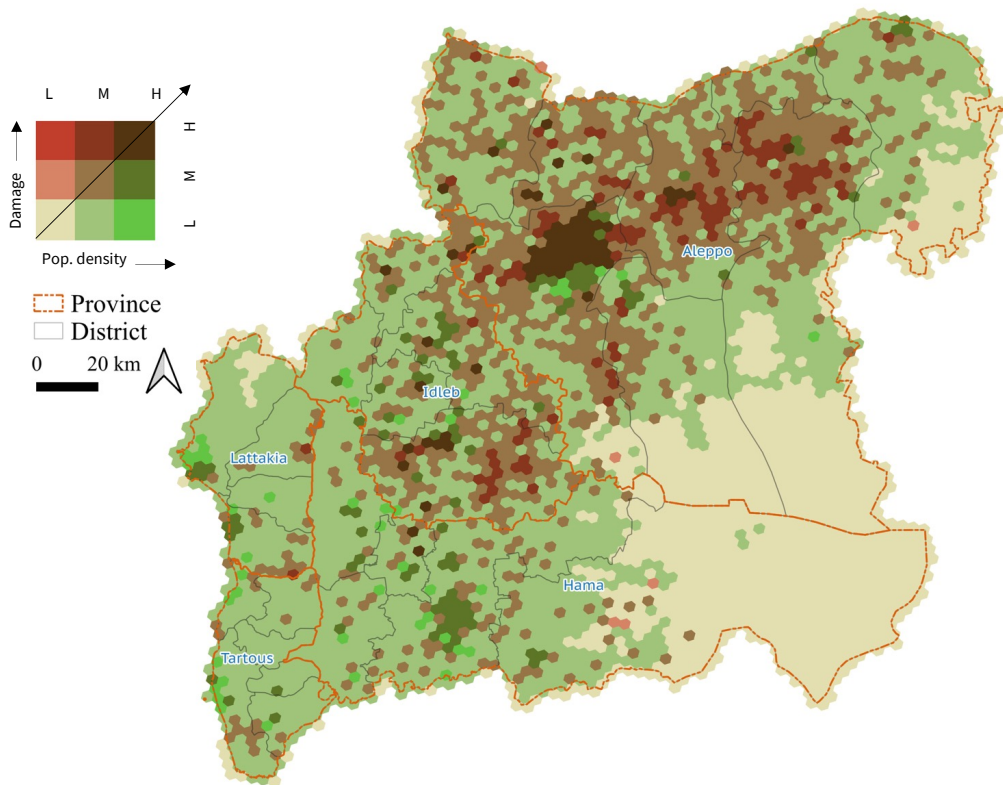 L M H
H
M
L
Damage
Pop. density
Province
District
0 20 km
Aleppo
Idleb
Lattakia
Hama
Tartous